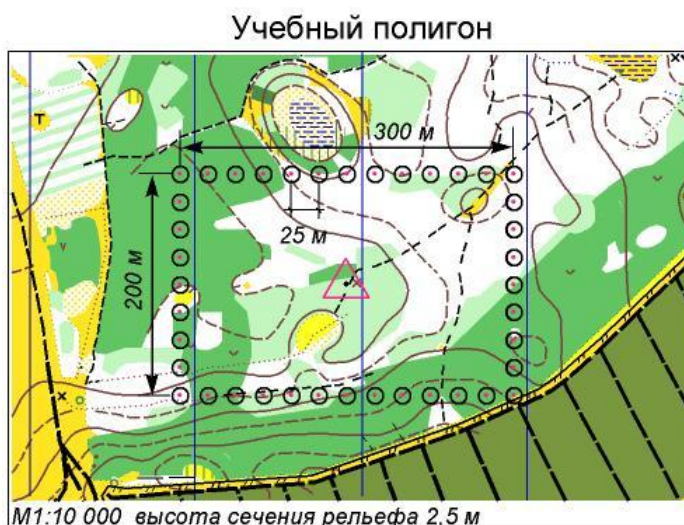 Учебный полигон
Т
300 м
25 м
200 м
М1:10 000 высота сечения рельефа 2,5 м